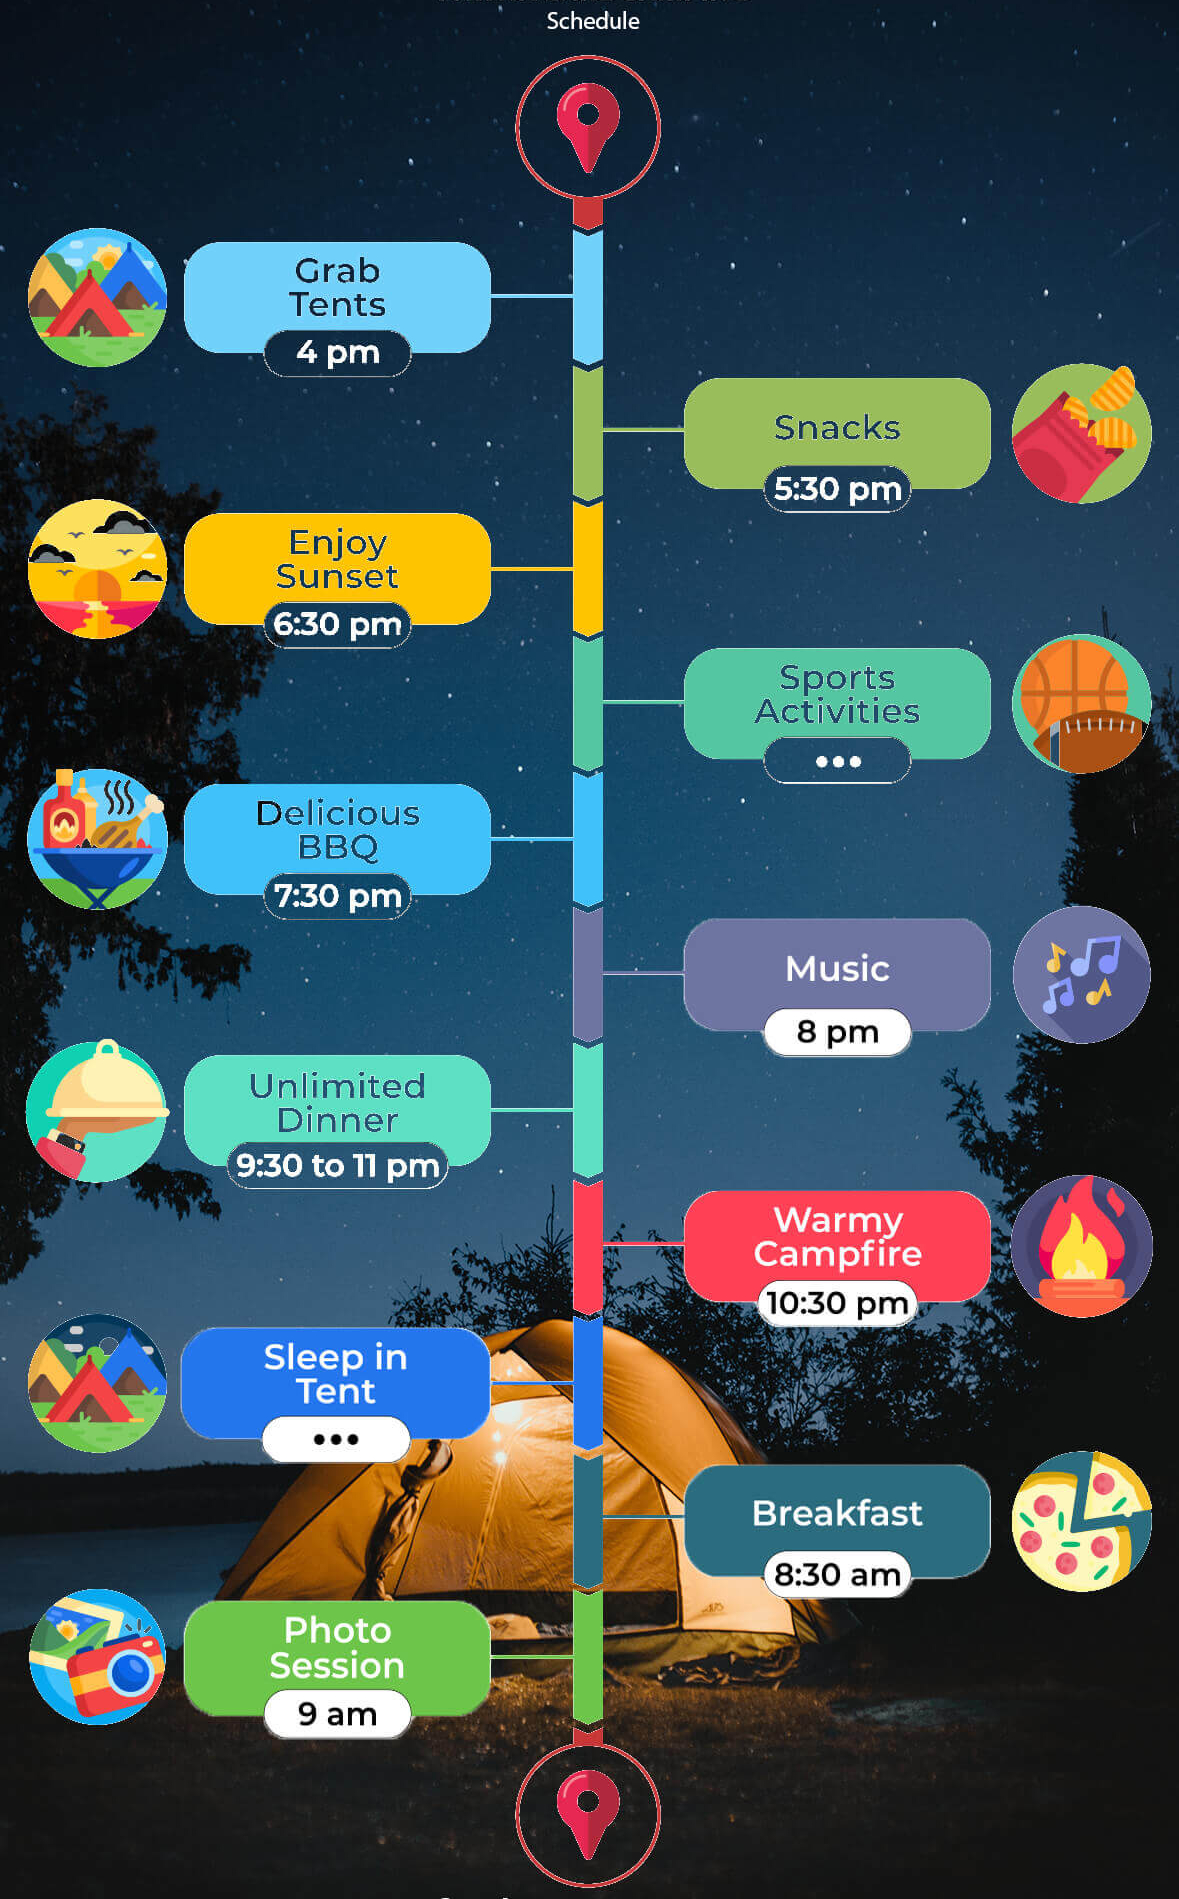 Schedule
Grab
Tents
4 pm
Snacks
5:30 pm
Enjoy
Sunset
6:30 pm
Sports
Activities
•••
Delicious
BBQ
7:30 pm
Music
8 pm
Unlimited
Dinner
9:30 to 11 pm
Warmy
Campfire
10:30 pm
Sleep in
Tent
•••
Breakfast
8:30 am
Photo
Session
9 am